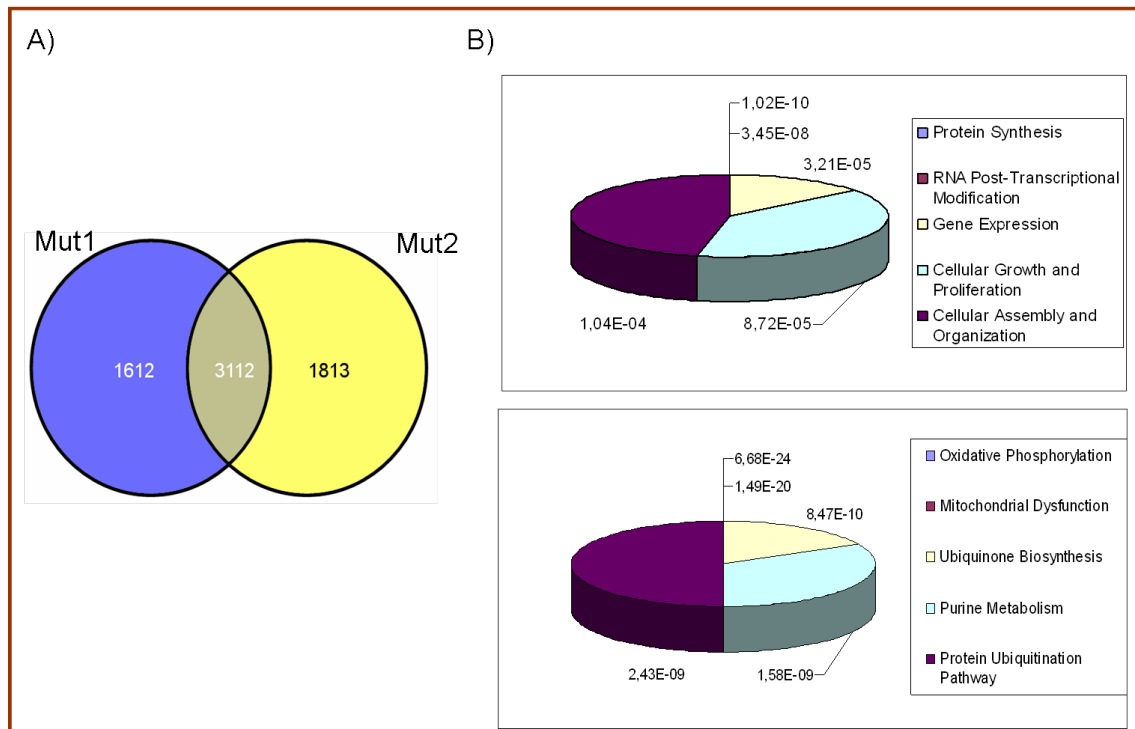 A)
B)
Mut1
Mut2
1612
3112
1813
1,02E-10
3,45E-08
3,21E-05
1,04E-04
8,72E-05
Protein Synthesis
RNA Post-Transcriptional
Modification
Gene Expression
Cellular Growth and
Proliferation
Cellular Assembly and
Organization
6,68E-24
1,49E-20
8,47E-10
2,43E-09
1,58E-09
Oxidative Phosphorylation
Mitochondrial Dysfunction
Ubiquinone Biosynthesis
Purine Metabolism
Protein Ubiquitination
Pathway